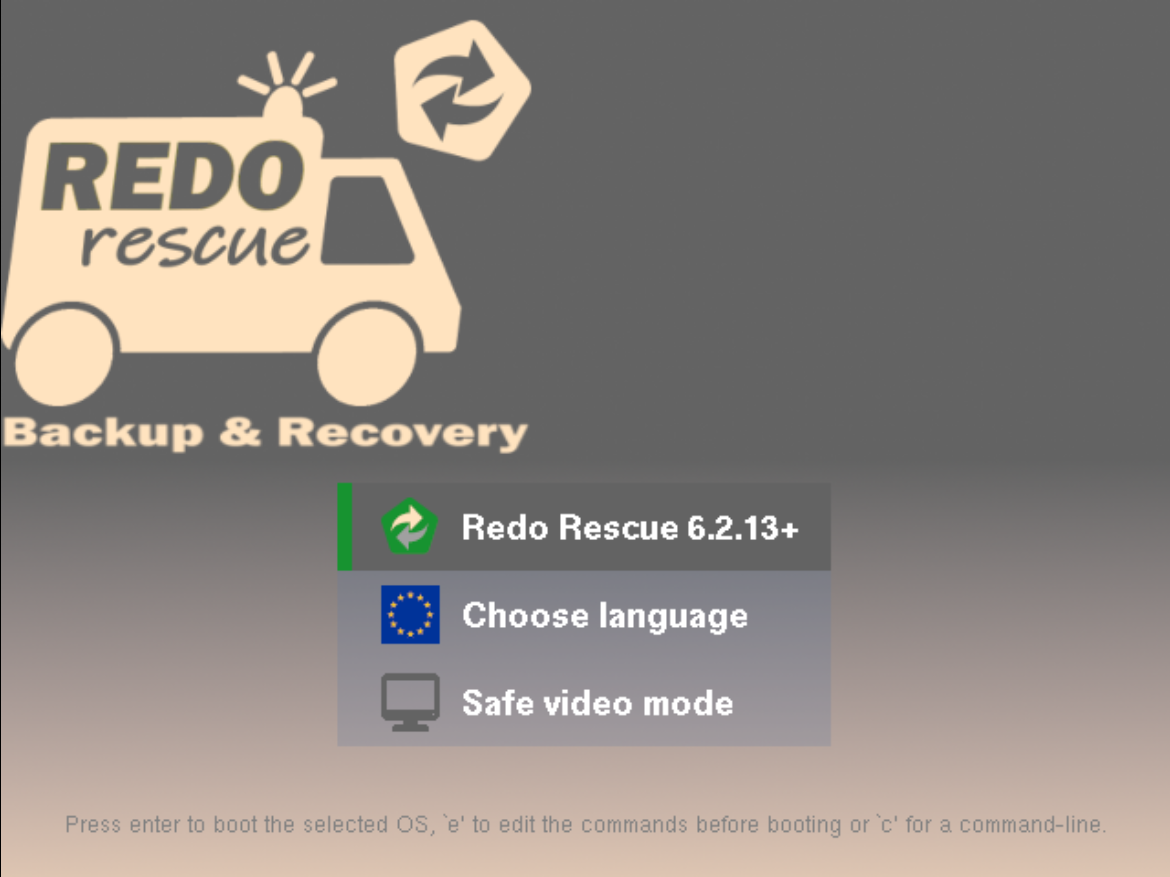 REDO
rescue
Backup & Recovery
Redo Rescue 6.2.13+
Choose language
Safe video mode
Press enter to boot the selected OS, `e' to edit the commands before booting or `c' for a command-line.